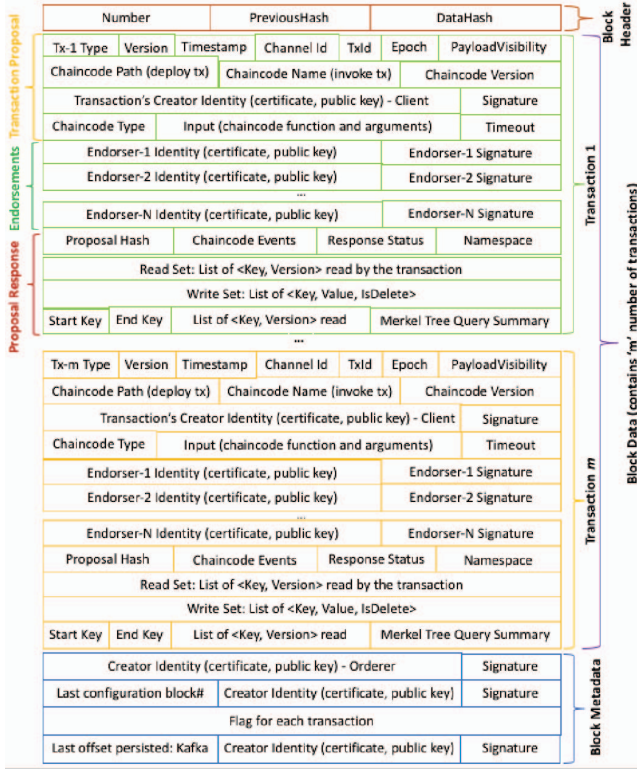 Number PreviousHash DataHash
Block Header
Transaction Proposal
Tx-1 Type Version Timestamp Channel Id TxId Epoch PayloadVisibility
Chaincode Path (deploy tx) Chaincode Name (invoke tx) Chaincode Version
Transaction's Creator Identity (certificate, public key) - Client Signature
Chaincode Type Input (chaincode function and arguments) Timeout
Endorsements
Endorser-1 Identity (certificate, public key) Endorser-1 Signature
Endorser-2 Identity (certificate, public key) Endorser-2 Signature
...
Endorser-N Identity (certificate, public key) Endorser-N Signature
Transaction 1
Proposal Response
Proposal Hash Chaincode Events Response Status Namespace
Read Set: List of <Key, Version> read by the transaction
Write Set: List of <Key, Value, IsDelete>
Start Key End Key List of <Key, Version> read Merkel Tree Query Summary
...
Block Data (contains 'm' number of transactions)
Tx-m Type Version Timestamp Channel Id TxId Epoch PayloadVisibility
Chaincode Path (deploy tx) Chaincode Name (invoke tx) Chaincode Version
Transaction's Creator Identity (certificate, public key) - Client Signature
Chaincode Type Input (chaincode function and arguments) Timeout
Endorser-1 Identity (certificate, public key) Endorser-1 Signature
Endorser-2 Identity (certificate, public key) Endorser-2 Signature
...
Endorser-N Identity (certificate, public key) Endorser-N Signature
Transaction m
Proposal Hash Chaincode Events Response Status Namespace
Read Set: List of <Key, Version> read by the transaction
Write Set: List of <Key, Value, IsDelete>
Start Key End Key List of <Key, Version> read Merkel Tree Query Summary
Creator Identity (certificate, public key) - Orderer Signature
Last configuration block# Creator Identity (certificate, public key) Signature
Flag for each transaction
Last offset persisted: Kafka Creator Identity (certificate, public key) Signature
Block Metadata